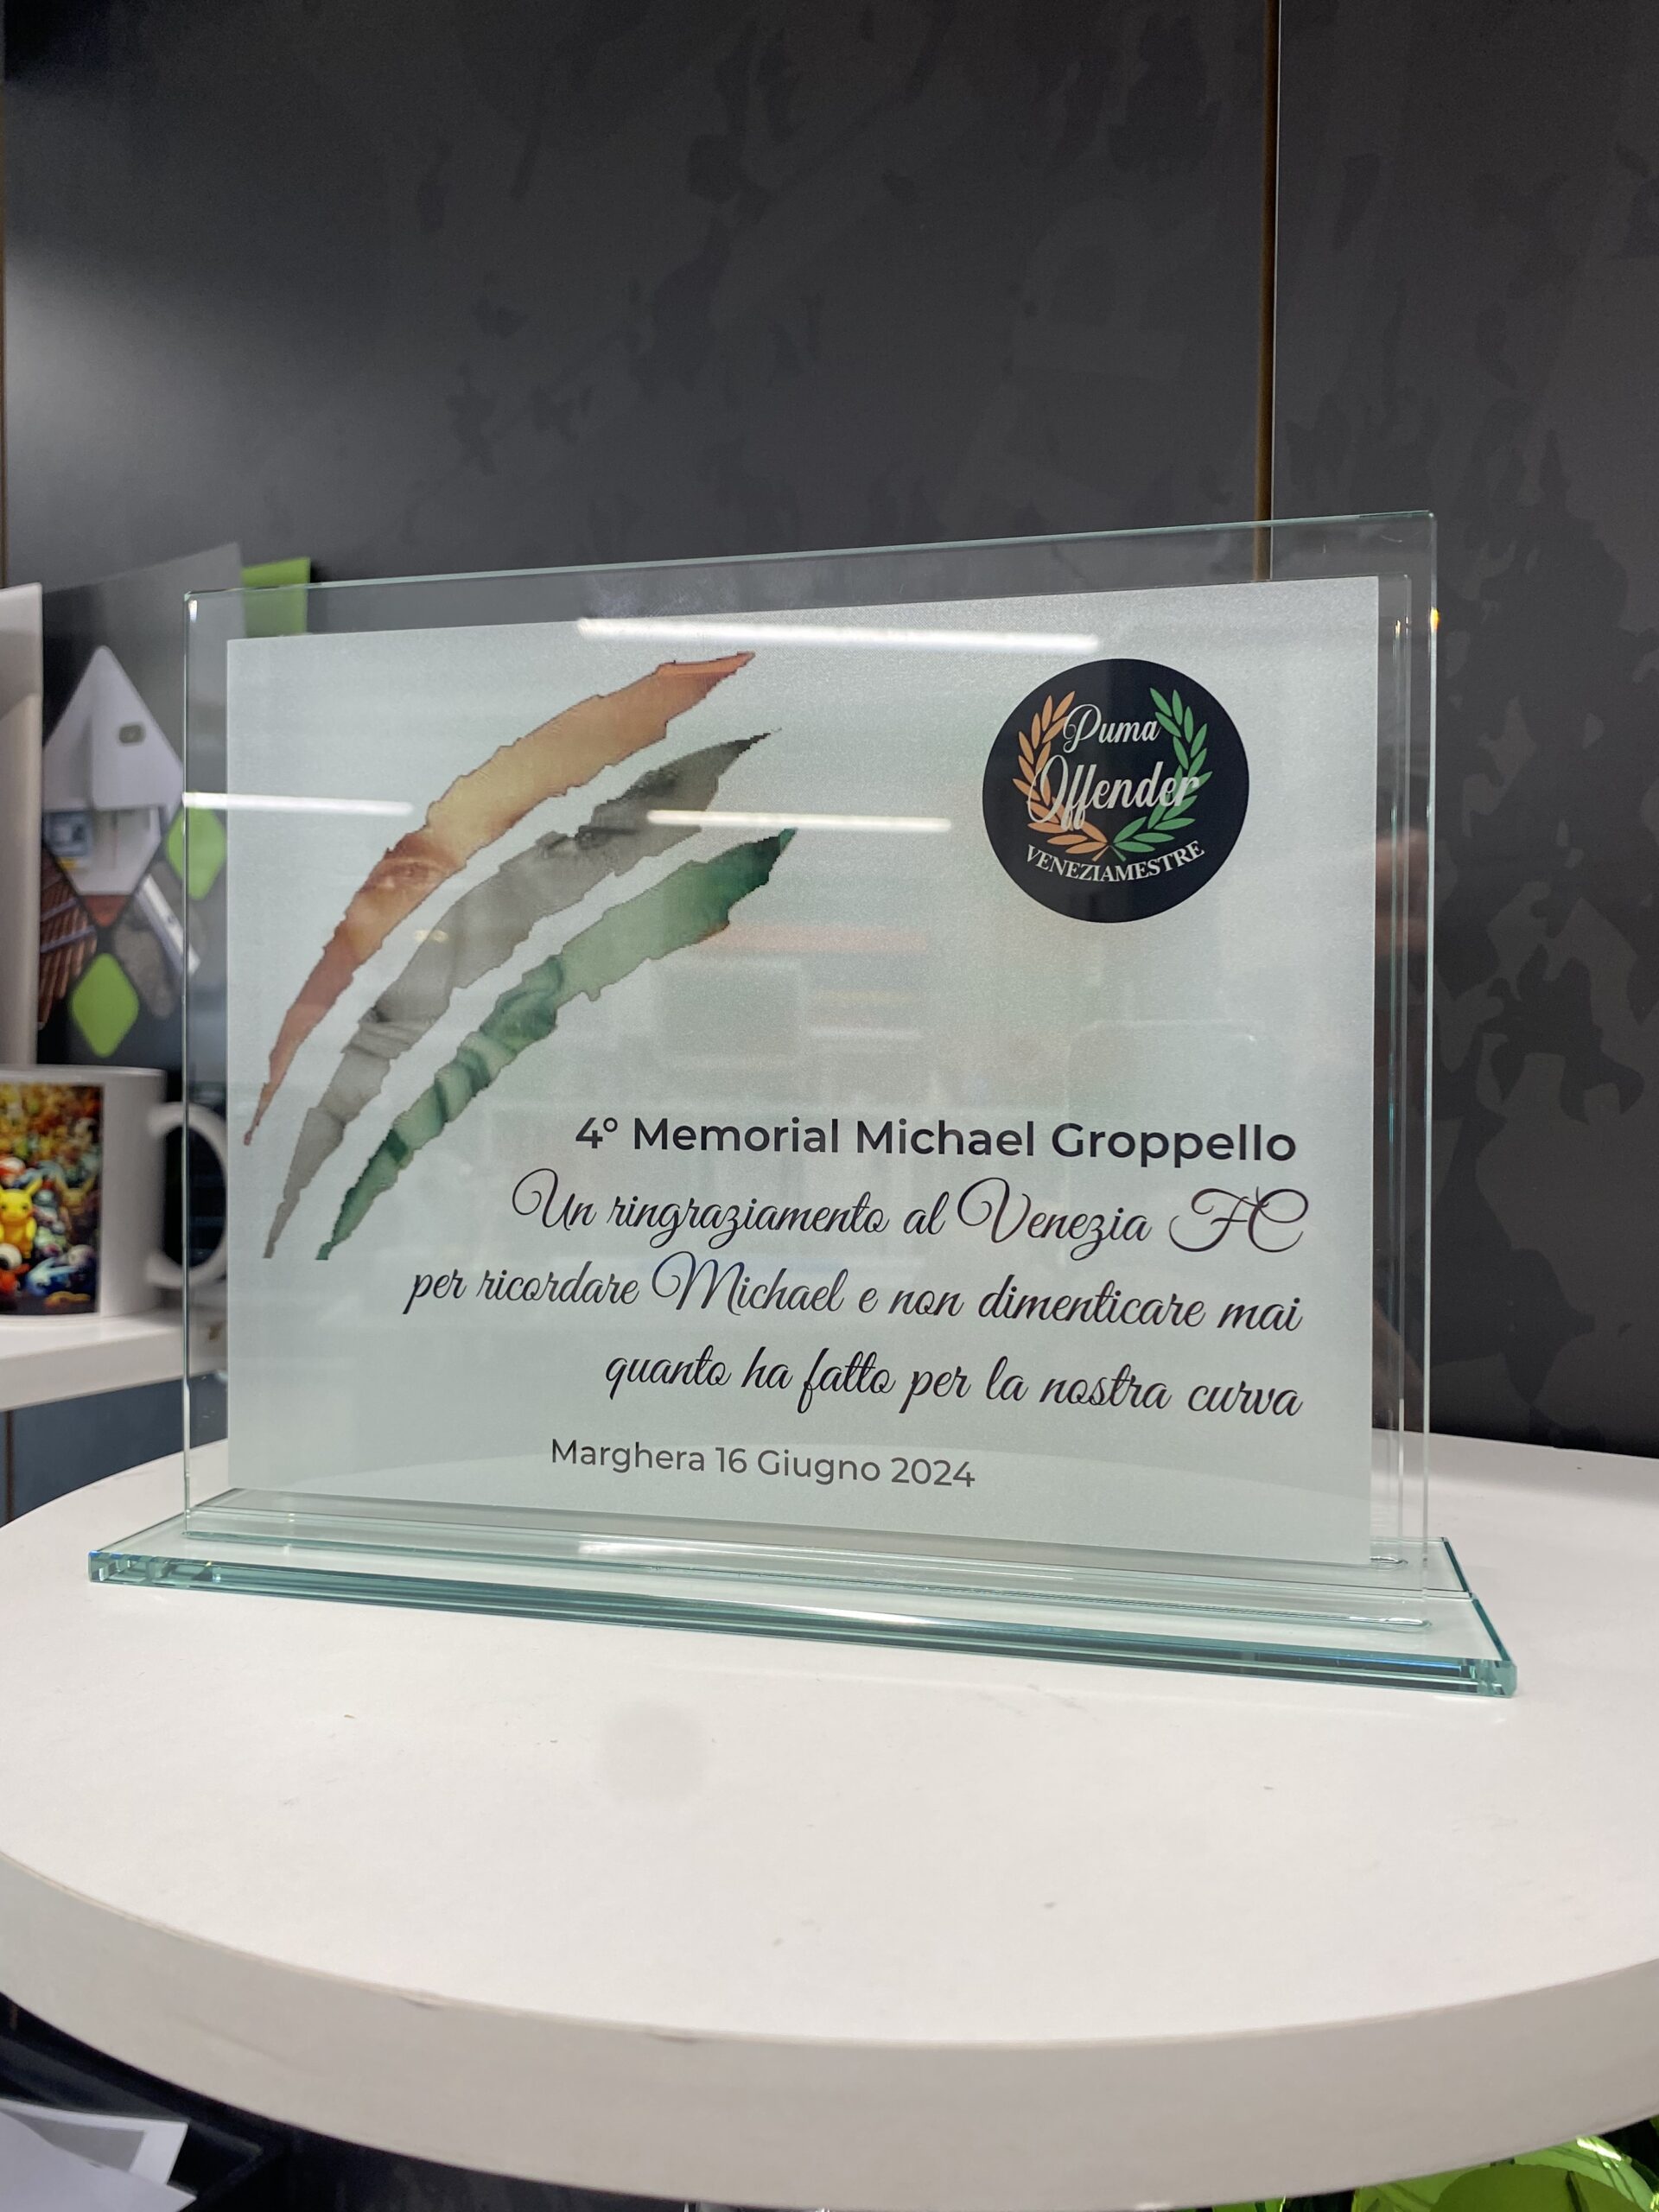 Puma
Offender
VENEZIAMESTRE
4° Memorial Michael Groppello
Un ringraziamento al Venezia FC
per ricordare Michael e non dimenticare mai
quanto ha fatto per la nostra curva
Marghera 16 Giugno 2024